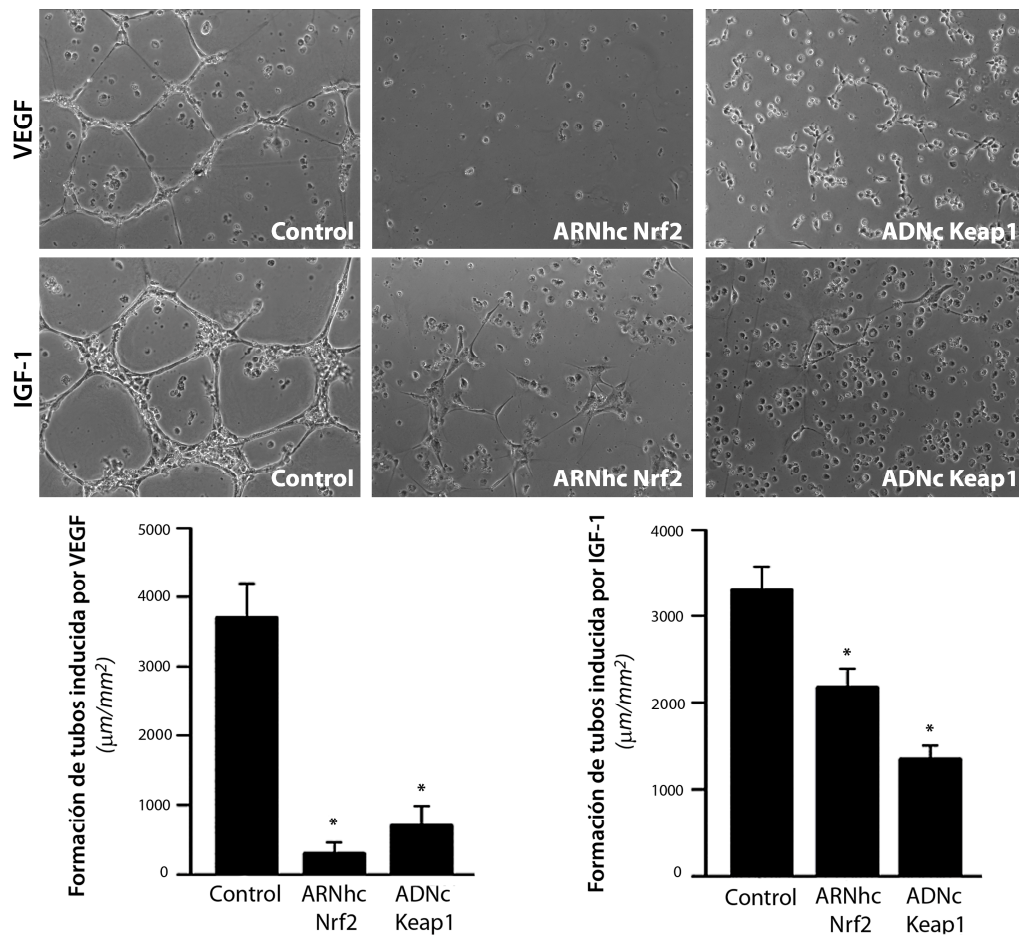 VEGF
Control
ARNhc Nrf2
ADNc Keap1
IGF-1
Control
ARNhc Nrf2
ADNc Keap1
Formación de tubos inducida por VEGF
(μm/mm²)
5000
4000
3000
2000
1000
0
*
*
Control
ARNhc
Nrf2
ADNc
Keap1
Formación de tubos inducida por IGF-1
(μm/mm²)
4000
3000
2000
1000
0
*
*
Control
ARNhc
Nrf2
ADNc
Keap1